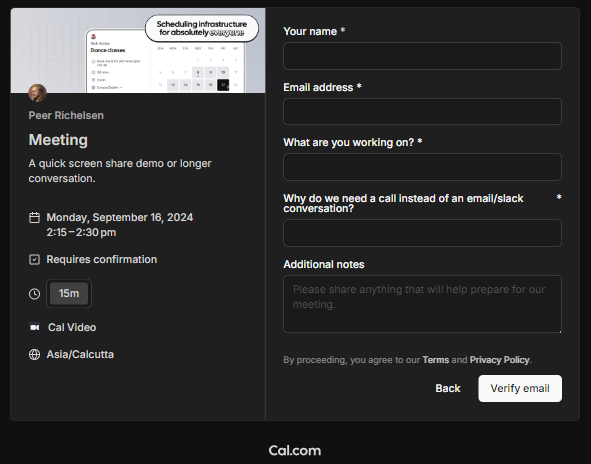 Scheduling infrastructure
for absolutely everyone
Rick Astley
Dance classes
Peer Richelsen
Meeting
A quick screen share demo or longer
conversation.
Monday, September 16, 2024
2:15 – 2:30 pm
Requires confirmation
15m
Cal Video
Asia/Calcutta
Your name *
Email address *
What are you working on? *
Why do we need a call instead of an email/slack *
conversation?
Additional notes
Please share anything that will help prepare for our
meeting.
By proceeding, you agree to our Terms and Privacy Policy.
Back
Verify email
Cal.com